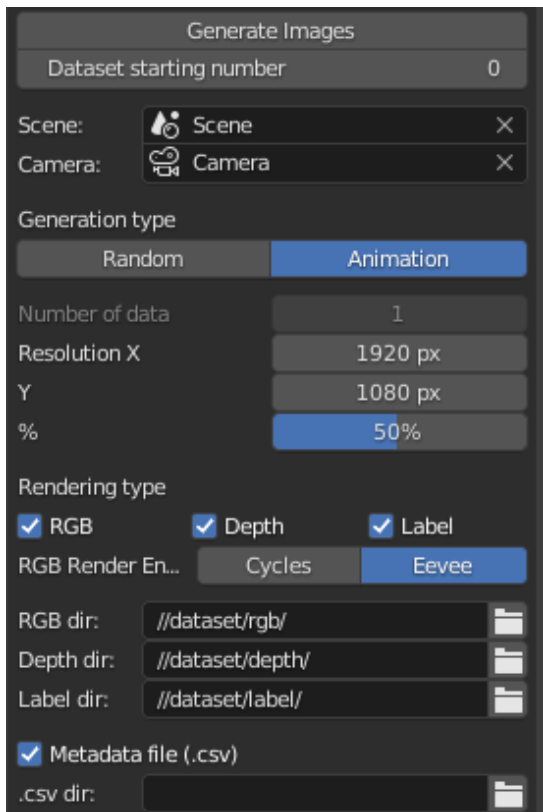 Generate Images
Dataset starting number 0
Scene: Scene
Camera: Camera
Generation type
Random Animation
Number of data 1
Resolution X 1920 px
Y 1080 px
% 50%
Rendering type
RGB Depth Label
RGB Render En... Cycles Eevee
RGB dir: //dataset/rgb/
Depth dir: //dataset/depth/
Label dir: //dataset/label/
Metadata file (.csv)
.csv dir: